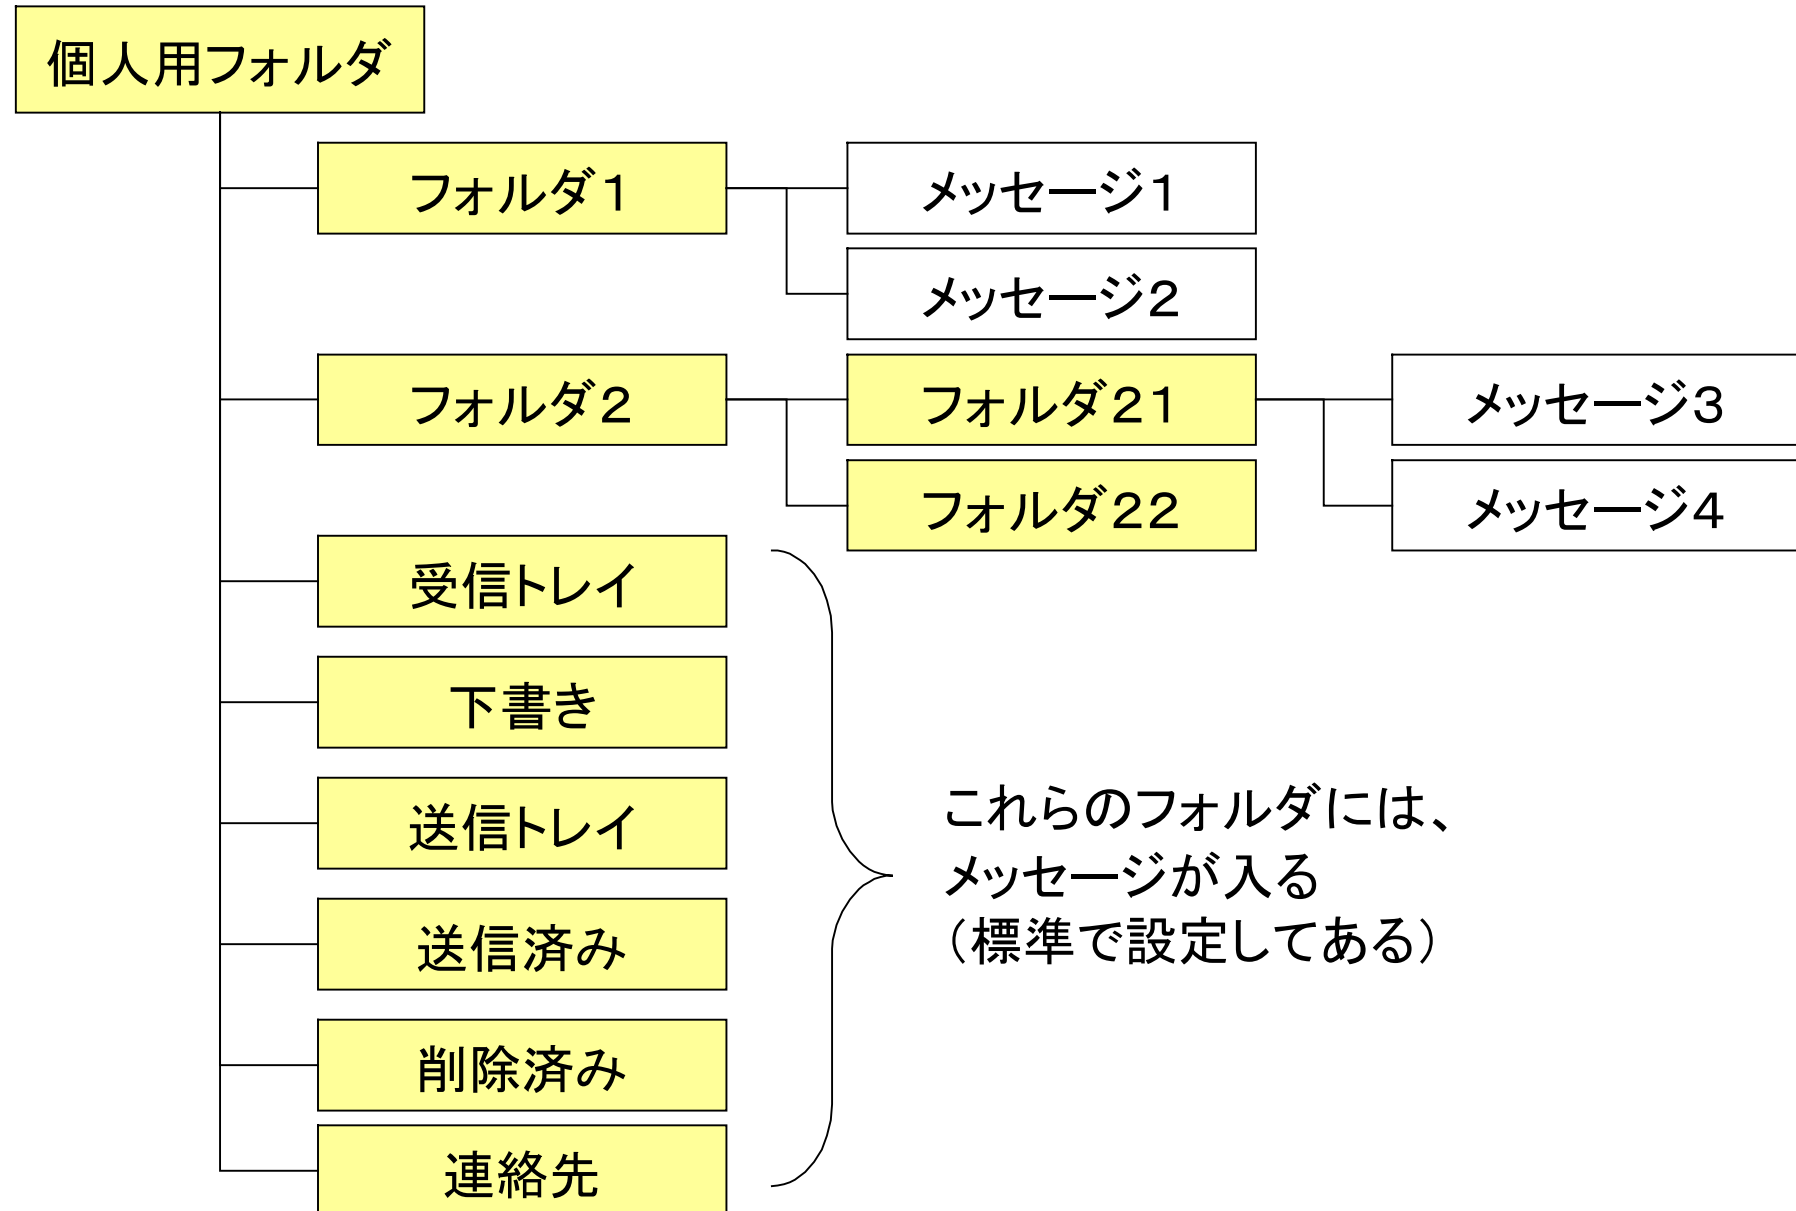 個人用フォルダ
フォルダ1
メッセージ1
メッセージ2
フォルダ2
フォルダ21
メッセージ3
フォルダ22
メッセージ4
受信トレイ
下書き
送信トレイ
送信済み
削除済み
連絡先
これらのフォルダには、
メッセージが入る
(標準で設定してある)